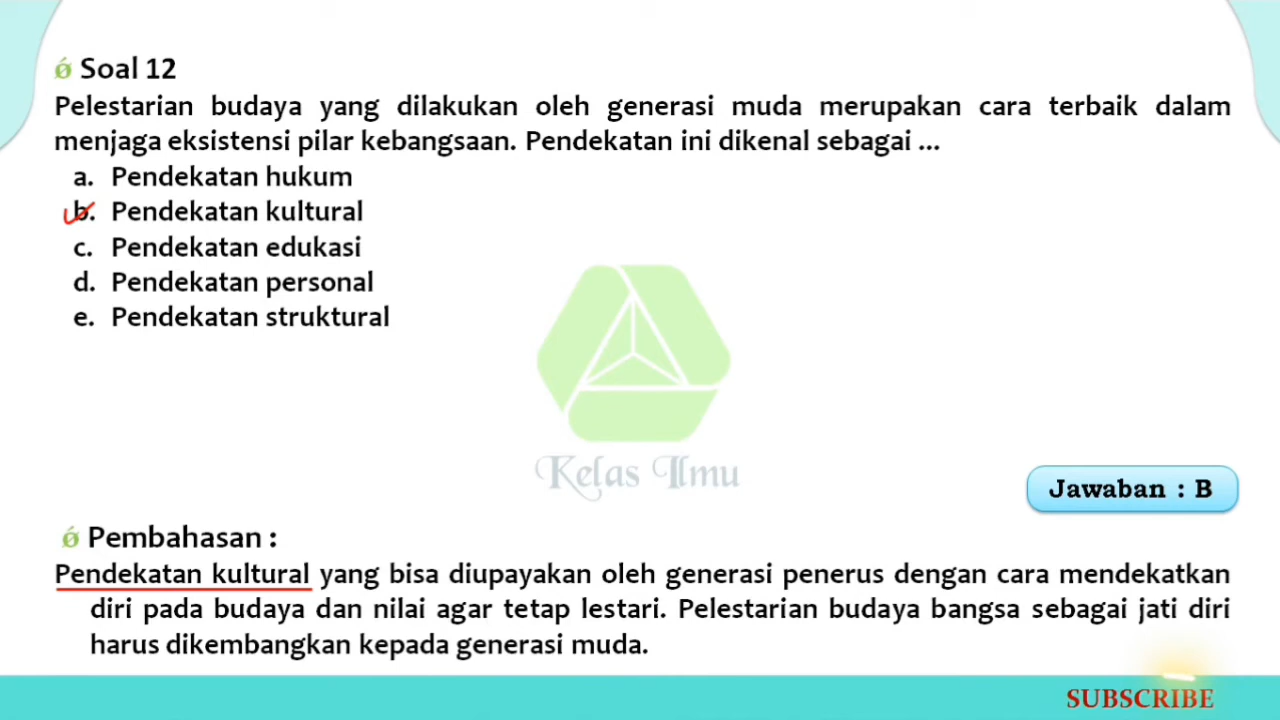 Soal 12
Pelestarian budaya yang dilakukan oleh generasi muda merupakan cara terbaik dalam
menjaga eksistensi pilar kebangsaan. Pendekatan ini dikenal sebagai ...
a. Pendekatan hukum
b. Pendekatan kultural
c. Pendekatan edukasi
d. Pendekatan personal
e. Pendekatan struktural
Kelas Ilmu
Jawaban : B
Pembahasan :
Pendekatan kultural yang bisa diupayakan oleh generasi penerus dengan cara mendekatkan
diri pada budaya dan nilai agar tetap lestari. Pelestarian budaya bangsa sebagai jati diri
harus dikembangkan kepada generasi muda.
SUBSCRIBE